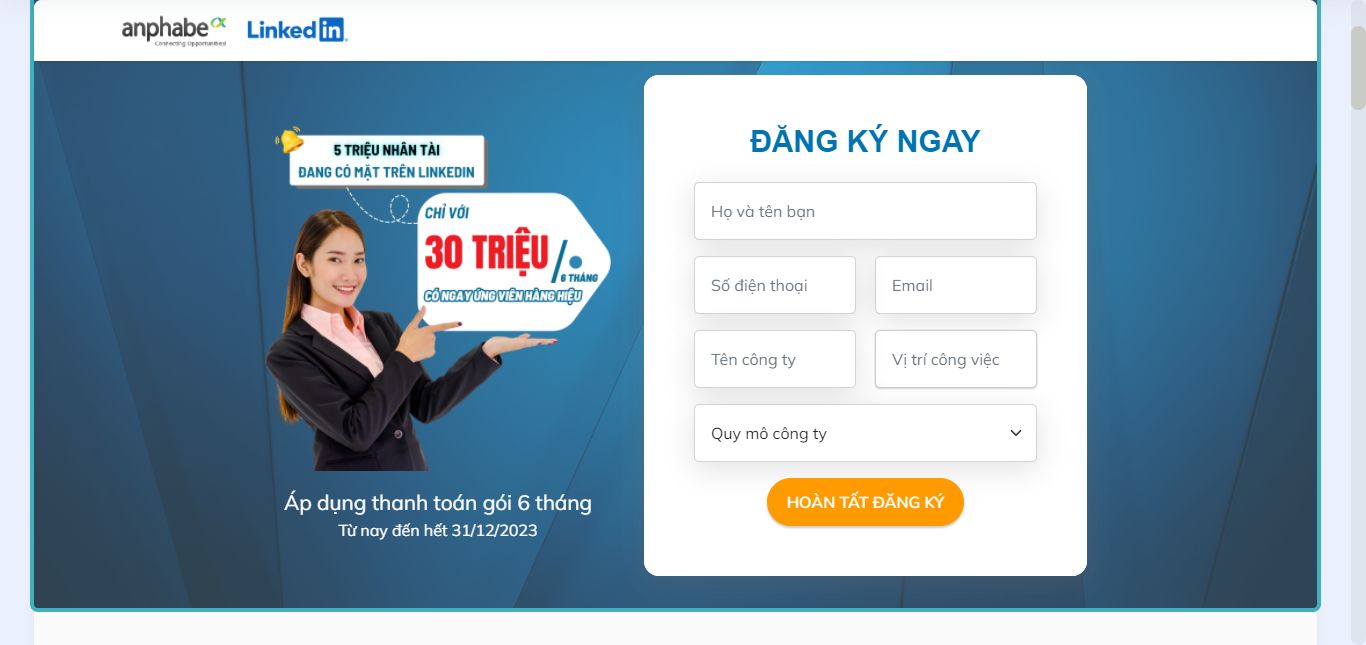 anphabe
Connecting Opportunities!
Linked in
5 TRIỆU NHÂN TÀI
ĐANG CÓ MẶT TRÊN LINKEDIN
CHỈ VỚI
30 TRIỆU/
6 THÁNG
CÓ NGAY ỨNG VIÊN HÀNG HIỆU
Áp dụng thanh toán gói 6 tháng
Từ nay đến hết 31/12/2023
ĐĂNG KÝ NGAY
Họ và tên bạn
Số điện thoại
Email
Tên công ty
Vị trí công việc
Quy mô công ty
HOÀN TẤT ĐĂNG KÝ